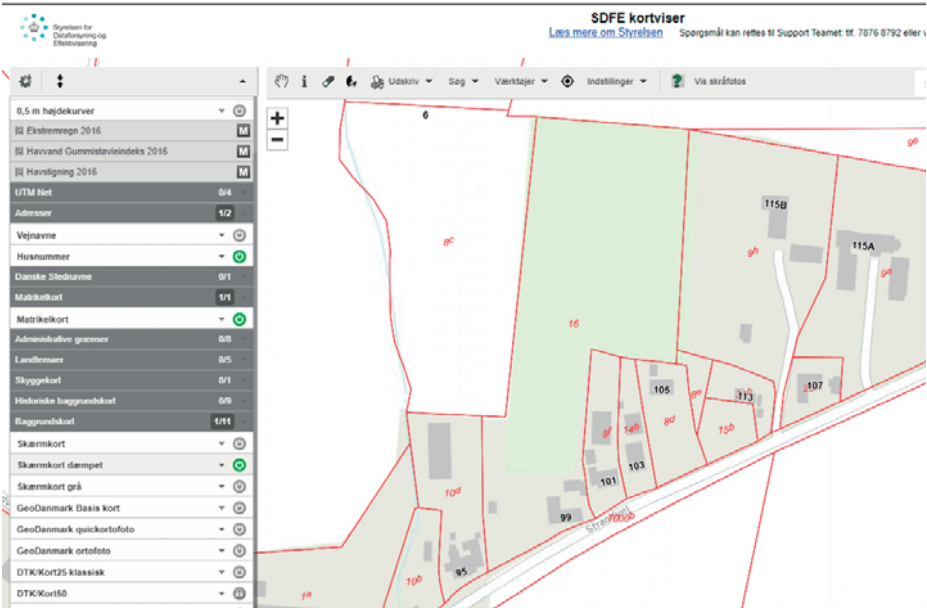 Styrelsen for
Dataforsyning og
Effektivisering
SDFE kortviser
Læs mere om Styrelsen Spørgsmål kan rettes til Support Teamet: tlf. 7876 8792 eller v
Udskriv Søg Værktøjer Indstillinger Vis skråfotos
0,5 m højdekurver
Ekstremregn 2016 M
Havvand Gummistøvleindeks 2016 M
Havstigning 2016 M
UTM Net 0/4
Adresser 1/2
Vejnavne
Husnummer
Danske Stednavne 0/1
Matrikelkort 1/1
Matrikelkort
Administrative grænser 0/8
Landlemaer 0/5
Skyggekort 0/1
Historiske baggrundskort 0/9
Baggrundskort 1/11
Skærmkort
Skærmkort dæmpet
Skærmkort grå
GeoDanmark Basis kort
GeoDanmark quickortofoto
GeoDanmark ortofoto
DTK/Kort25 klassisk
DTK/Kort50
+
−
6
9e
8c
115B
9h
115A
9a
16
105
8e
113
107
8f
14b
8d
15b
103
101
10d
99
7000b
95
10b
1a